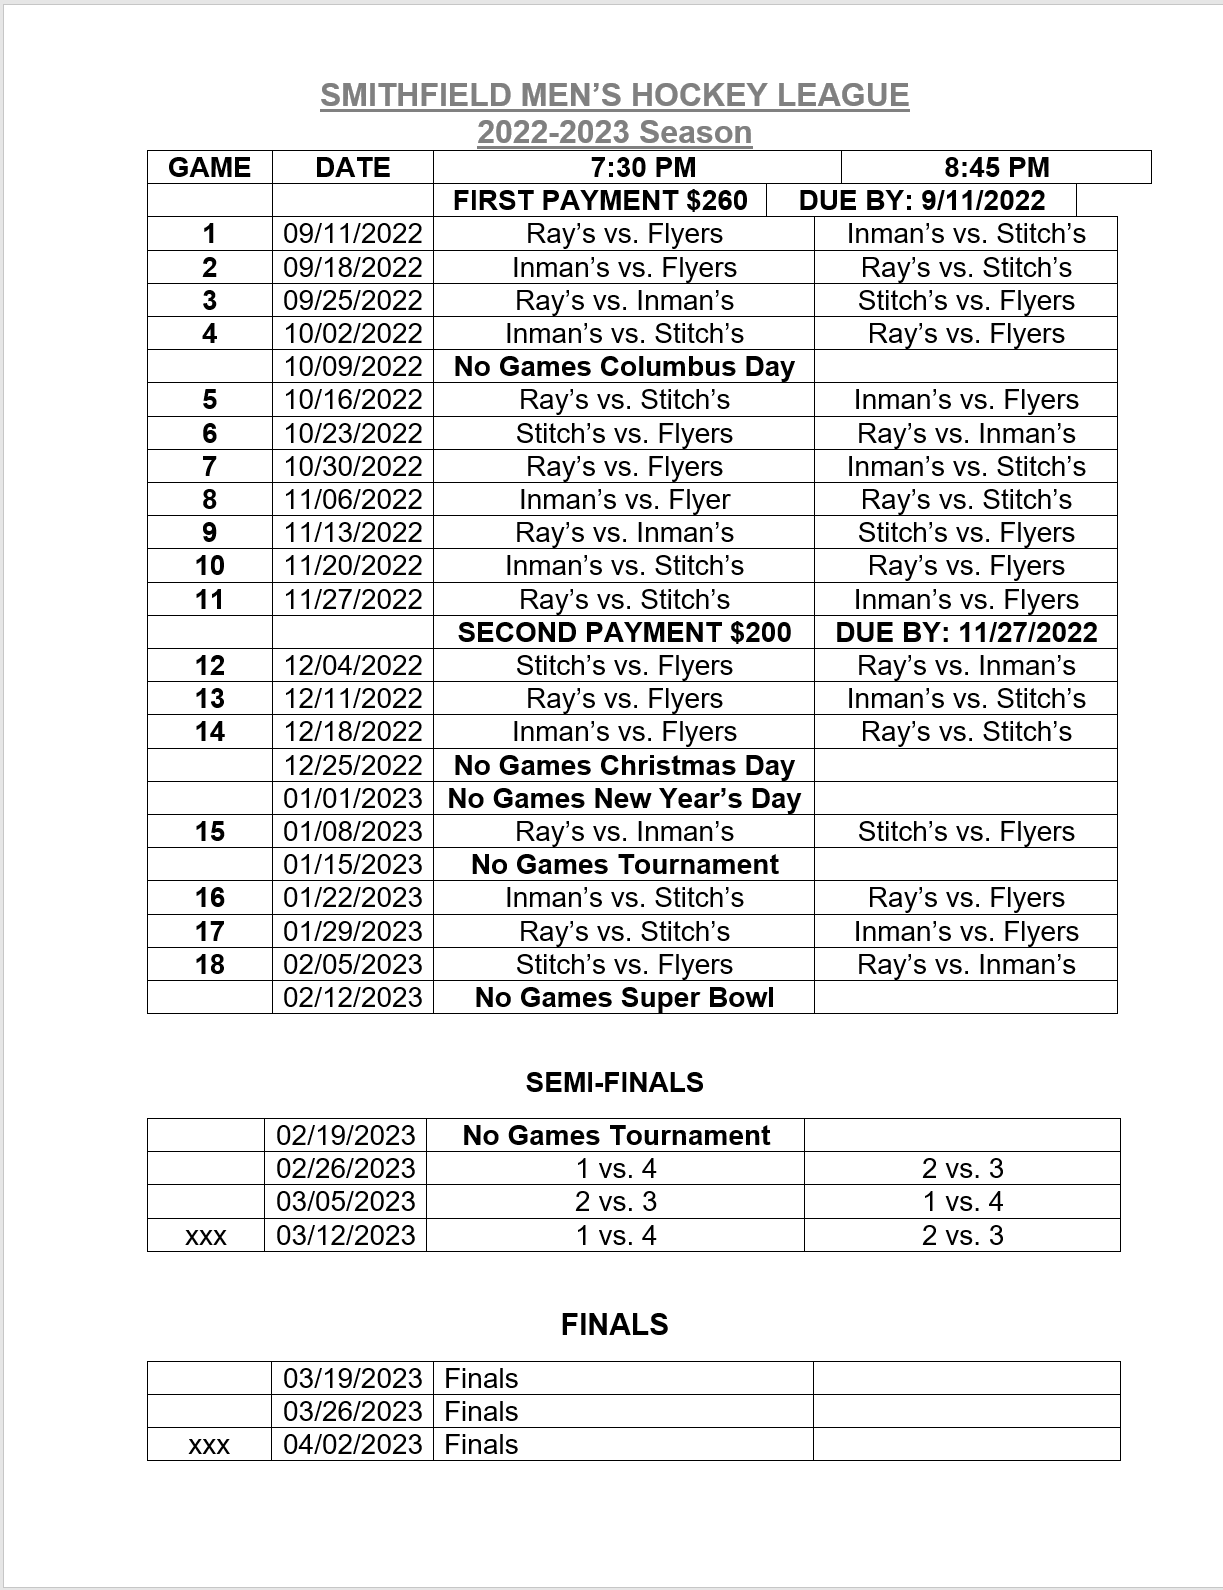 SMITHFIELD MEN’S HOCKEY LEAGUE
2022-2023 Season
GAME DATE 7:30 PM 8:45 PM
FIRST PAYMENT $260 DUE BY: 9/11/2022
1 09/11/2022 Ray’s vs. Flyers Inman’s vs. Stitch’s
2 09/18/2022 Inman’s vs. Flyers Ray’s vs. Stitch’s
3 09/25/2022 Ray’s vs. Inman’s Stitch’s vs. Flyers
4 10/02/2022 Inman’s vs. Stitch’s Ray’s vs. Flyers
10/09/2022 No Games Columbus Day
5 10/16/2022 Ray’s vs. Stitch’s Inman’s vs. Flyers
6 10/23/2022 Stitch’s vs. Flyers Ray’s vs. Inman’s
7 10/30/2022 Ray’s vs. Flyers Inman’s vs. Stitch’s
8 11/06/2022 Inman’s vs. Flyer Ray’s vs. Stitch’s
9 11/13/2022 Ray’s vs. Inman’s Stitch’s vs. Flyers
10 11/20/2022 Inman’s vs. Stitch’s Ray’s vs. Flyers
11 11/27/2022 Ray’s vs. Stitch’s Inman’s vs. Flyers
SECOND PAYMENT $200 DUE BY: 11/27/2022
12 12/04/2022 Stitch’s vs. Flyers Ray’s vs. Inman’s
13 12/11/2022 Ray’s vs. Flyers Inman’s vs. Stitch’s
14 12/18/2022 Inman’s vs. Flyers Ray’s vs. Stitch’s
12/25/2022 No Games Christmas Day
01/01/2023 No Games New Year’s Day
15 01/08/2023 Ray’s vs. Inman’s Stitch’s vs. Flyers
01/15/2023 No Games Tournament
16 01/22/2023 Inman’s vs. Stitch’s Ray’s vs. Flyers
17 01/29/2023 Ray’s vs. Stitch’s Inman’s vs. Flyers
18 02/05/2023 Stitch’s vs. Flyers Ray’s vs. Inman’s
02/12/2023 No Games Super Bowl
SEMI-FINALS
02/19/2023 No Games Tournament
02/26/2023 1 vs. 4 2 vs. 3
03/05/2023 2 vs. 3 1 vs. 4
xxx 03/12/2023 1 vs. 4 2 vs. 3
FINALS
03/19/2023 Finals
03/26/2023 Finals
xxx 04/02/2023 Finals